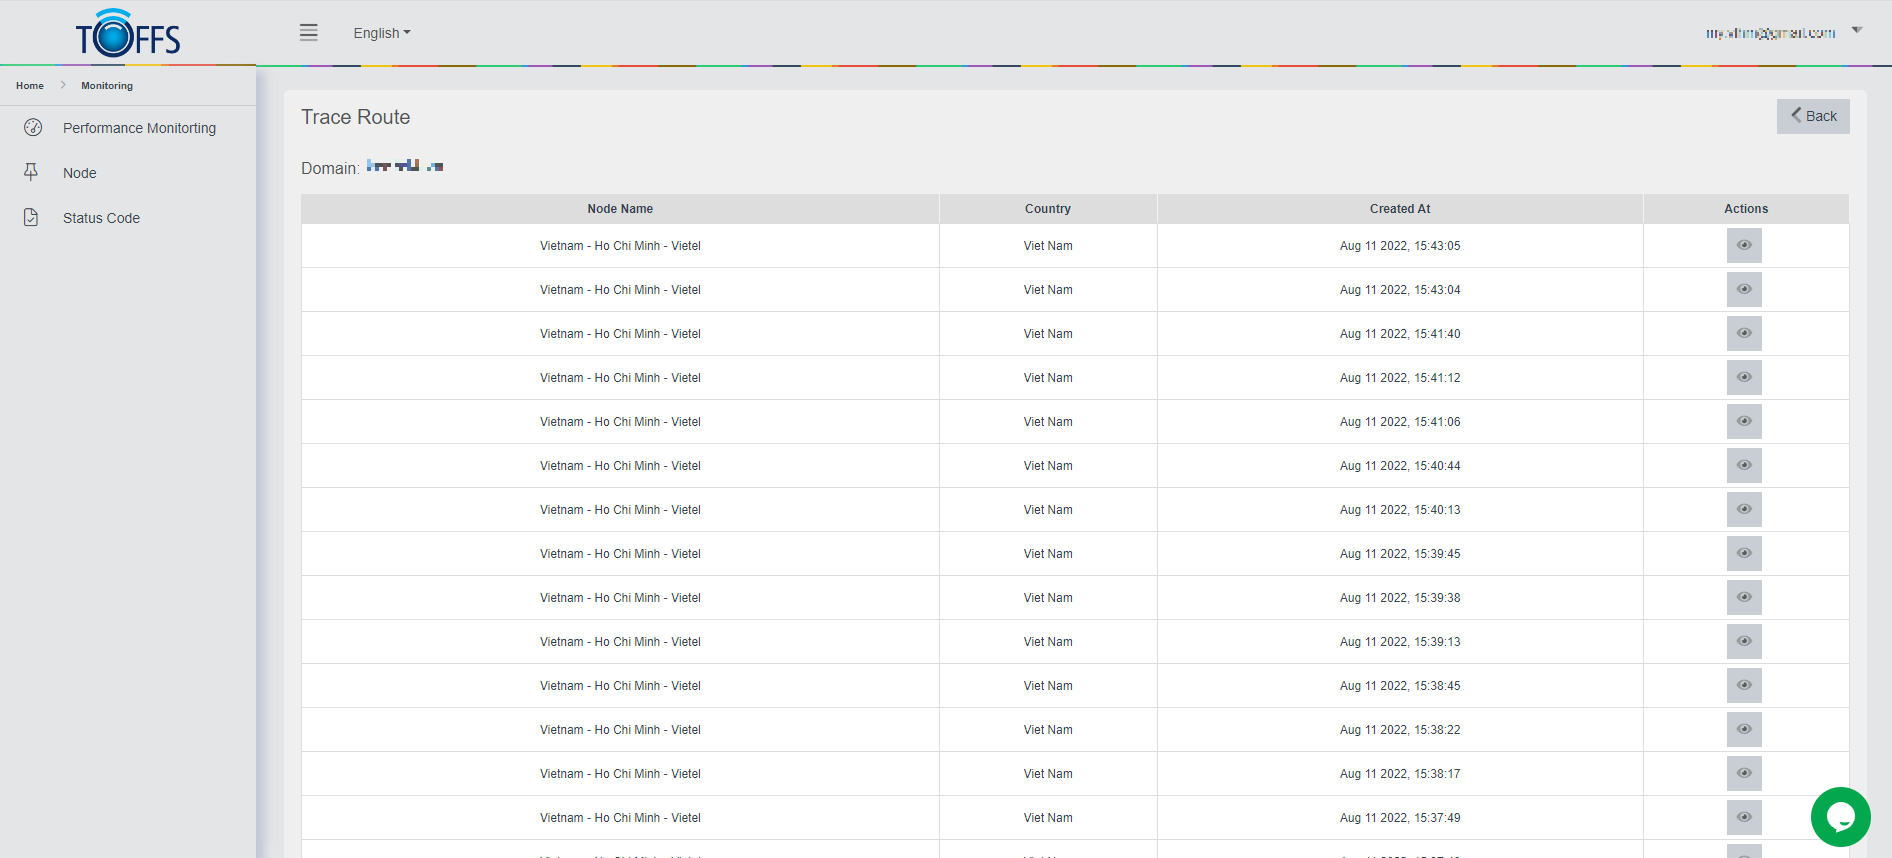 TOFFS
English
Home
Monitoring
Performance Monitorting
Node
Status Code
Trace Route
Back
Domain:
Node Name Country Created At Actions
Vietnam - Ho Chi Minh - Vietel Viet Nam Aug 11 2022, 15:43:05
Vietnam - Ho Chi Minh - Vietel Viet Nam Aug 11 2022, 15:43:04
Vietnam - Ho Chi Minh - Vietel Viet Nam Aug 11 2022, 15:41:40
Vietnam - Ho Chi Minh - Vietel Viet Nam Aug 11 2022, 15:41:12
Vietnam - Ho Chi Minh - Vietel Viet Nam Aug 11 2022, 15:41:06
Vietnam - Ho Chi Minh - Vietel Viet Nam Aug 11 2022, 15:40:44
Vietnam - Ho Chi Minh - Vietel Viet Nam Aug 11 2022, 15:40:13
Vietnam - Ho Chi Minh - Vietel Viet Nam Aug 11 2022, 15:39:45
Vietnam - Ho Chi Minh - Vietel Viet Nam Aug 11 2022, 15:39:38
Vietnam - Ho Chi Minh - Vietel Viet Nam Aug 11 2022, 15:39:13
Vietnam - Ho Chi Minh - Vietel Viet Nam Aug 11 2022, 15:38:45
Vietnam - Ho Chi Minh - Vietel Viet Nam Aug 11 2022, 15:38:22
Vietnam - Ho Chi Minh - Vietel Viet Nam Aug 11 2022, 15:38:17
Vietnam - Ho Chi Minh - Vietel Viet Nam Aug 11 2022, 15:37:49